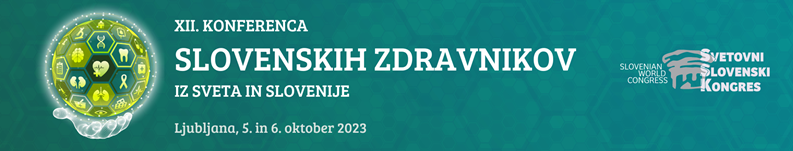 XII. KONFERENCA
SLOVENSKIH ZDRAVNIKOV
IZ SVETA IN SLOVENIJE
Ljubljana, 5. in 6. oktober 2023
SLOVENIAN
WORLD
CONGRESS
SVETOVNI
SLOVENSKI
KONGRES